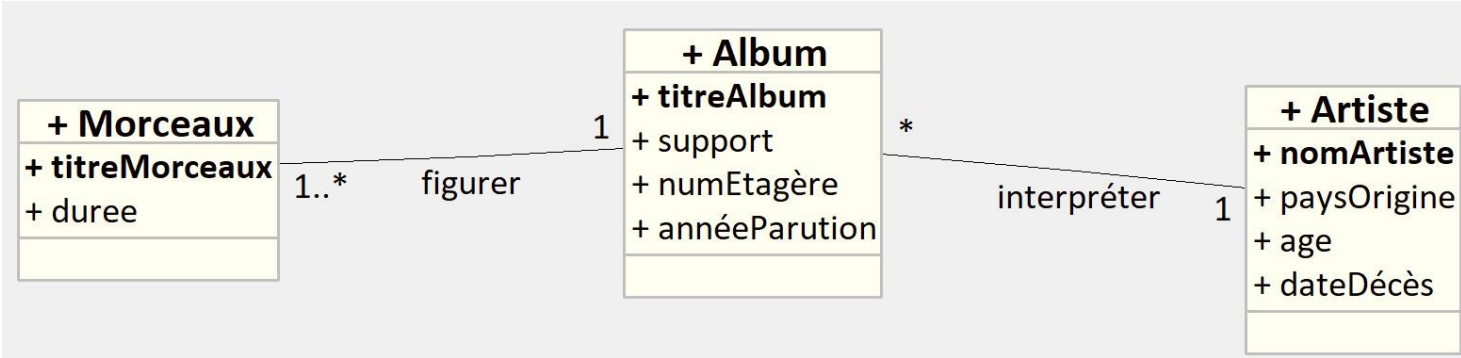 + Morceaux
+ titreMorceaux
+ duree
1..*
figurer
1
+ Album
+ titreAlbum
+ support
+ numEtagère
+ annéeParution
*
interpréter
1
+ Artiste
+ nomArtiste
+ paysOrigine
+ age
+ dateDécès